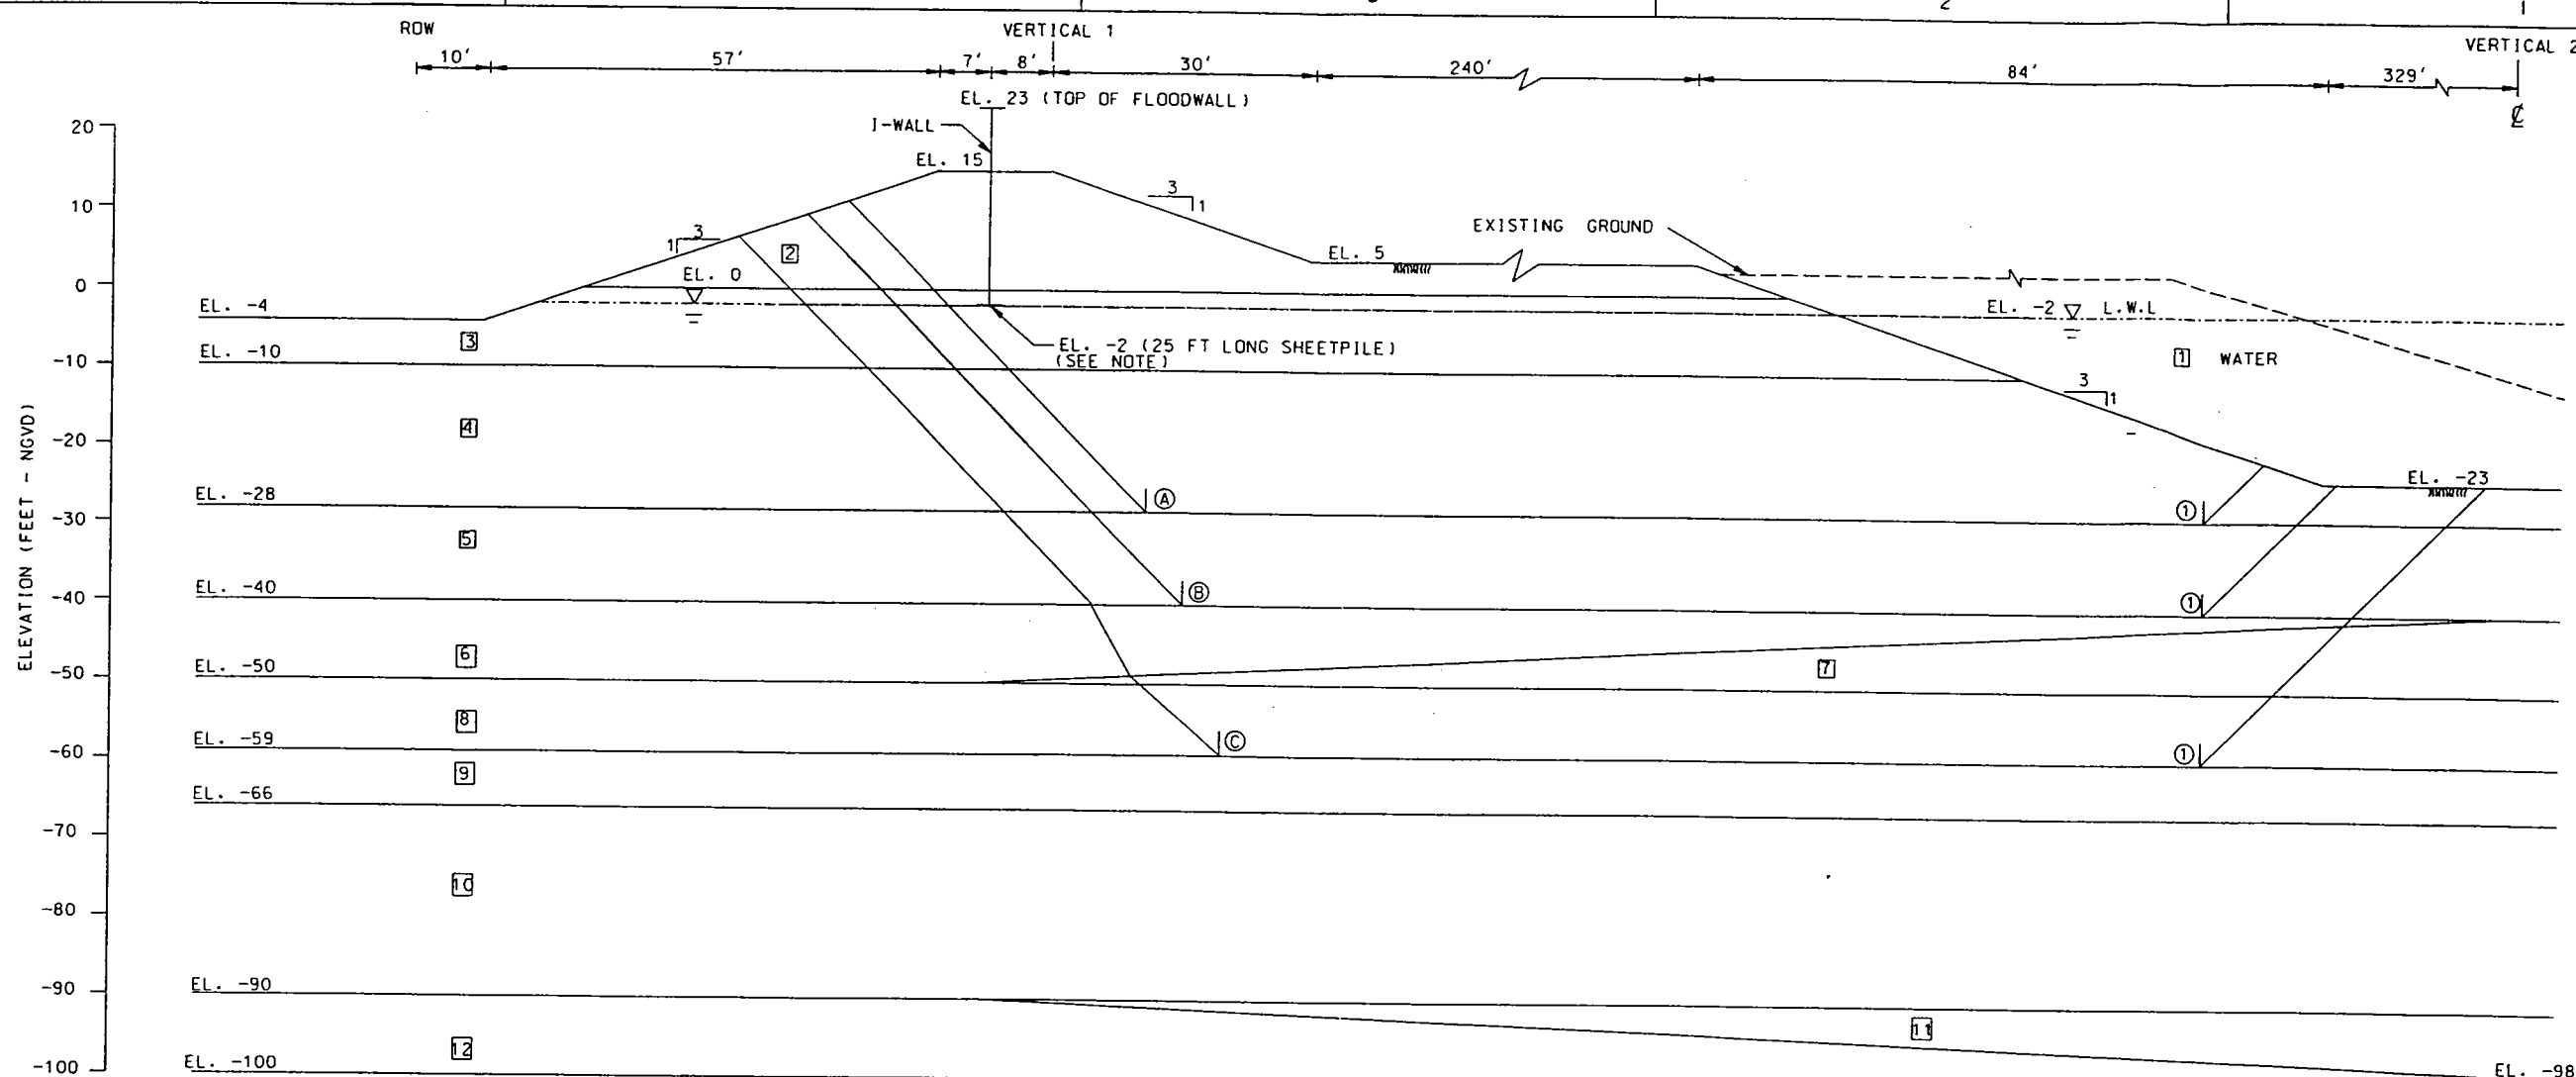 2
1
ROW
VERTICAL 1
VERTICAL 2
10'
57'
7'
8'
30'
240'
84'
329'
℄
EL. 23 (TOP OF FLOODWALL)
I-WALL
EL. 15
20
10
0
-10
-20
-30
-40
-50
-60
-70
-80
-90
-100
ELEVATION (FEET - NGVD)
3
1
3
1
2
EXISTING GROUND
EL. 5
EL. 0
EL. -4
EL. -2
L.W.L
3
EL. -10
EL. -2 (25 FT LONG SHEETPILE)
(SEE NOTE)
1
WATER
3
1
4
EL. -23
EL. -28
A
1
5
EL. -40
B
1
6
7
EL. -50
8
EL. -59
C
1
9
EL. -66
10
EL. -90
11
12
EL. -100
EL. -98